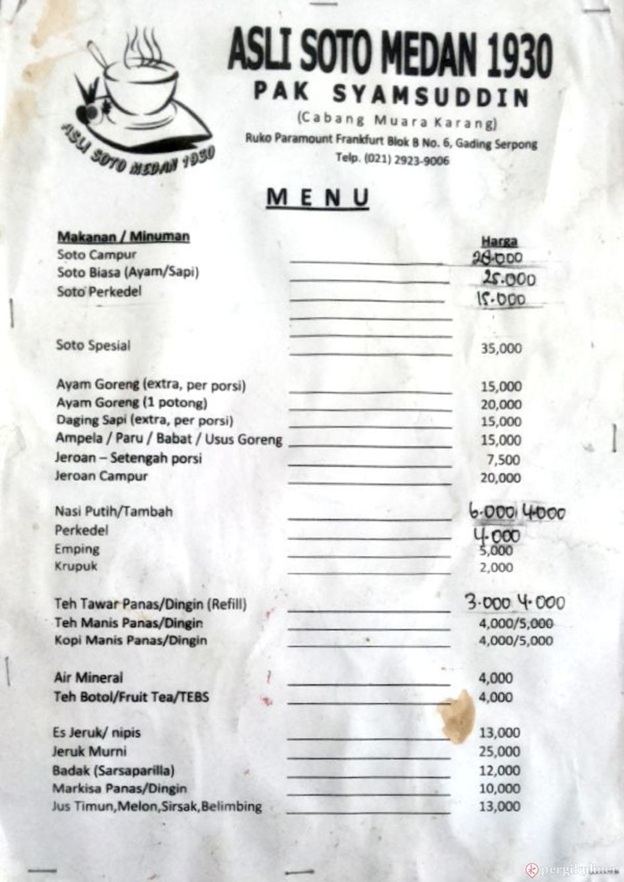 ASLI SOTO MEDAN 1930
PAK SYAMSUDDIN
(Cabang Muara Karang)
Ruko Paramount Frankfurt Blok B No. 6, Gading Serpong
Telp. (021) 2923-9006
ASLI SOTO MEDAN 1930
MENU
Makanan / Minuman Harga
Soto Campur 28.000
Soto Biasa (Ayam/Sapi) 25.000
Soto Perkedel 15.000
Soto Spesial 35,000
Ayam Goreng (extra, per porsi) 15,000
Ayam Goreng (1 potong) 20,000
Daging Sapi (extra, per porsi) 15,000
Ampela / Paru / Babat / Usus Goreng 15,000
Jeroan – Setengah porsi 7,500
Jeroan Campur 20,000
Nasi Putih/Tambah 6.000/4000
Perkedel 4.000
Emping 5,000
Krupuk 2,000
Teh Tawar Panas/Dingin (Refill) 3.000 4.000
Teh Manis Panas/Dingin 4,000/5,000
Kopi Manis Panas/Dingin 4,000/5,000
Air Mineral 4,000
Teh Botol/Fruit Tea/TEBS 4,000
Es Jeruk/ nipis 13,000
Jeruk Murni 25,000
Badak (Sarsaparilla) 12,000
Markisa Panas/Dingin 10,000
Jus Timun,Melon,Sirsak,Belimbing 13,000
pergikuliner